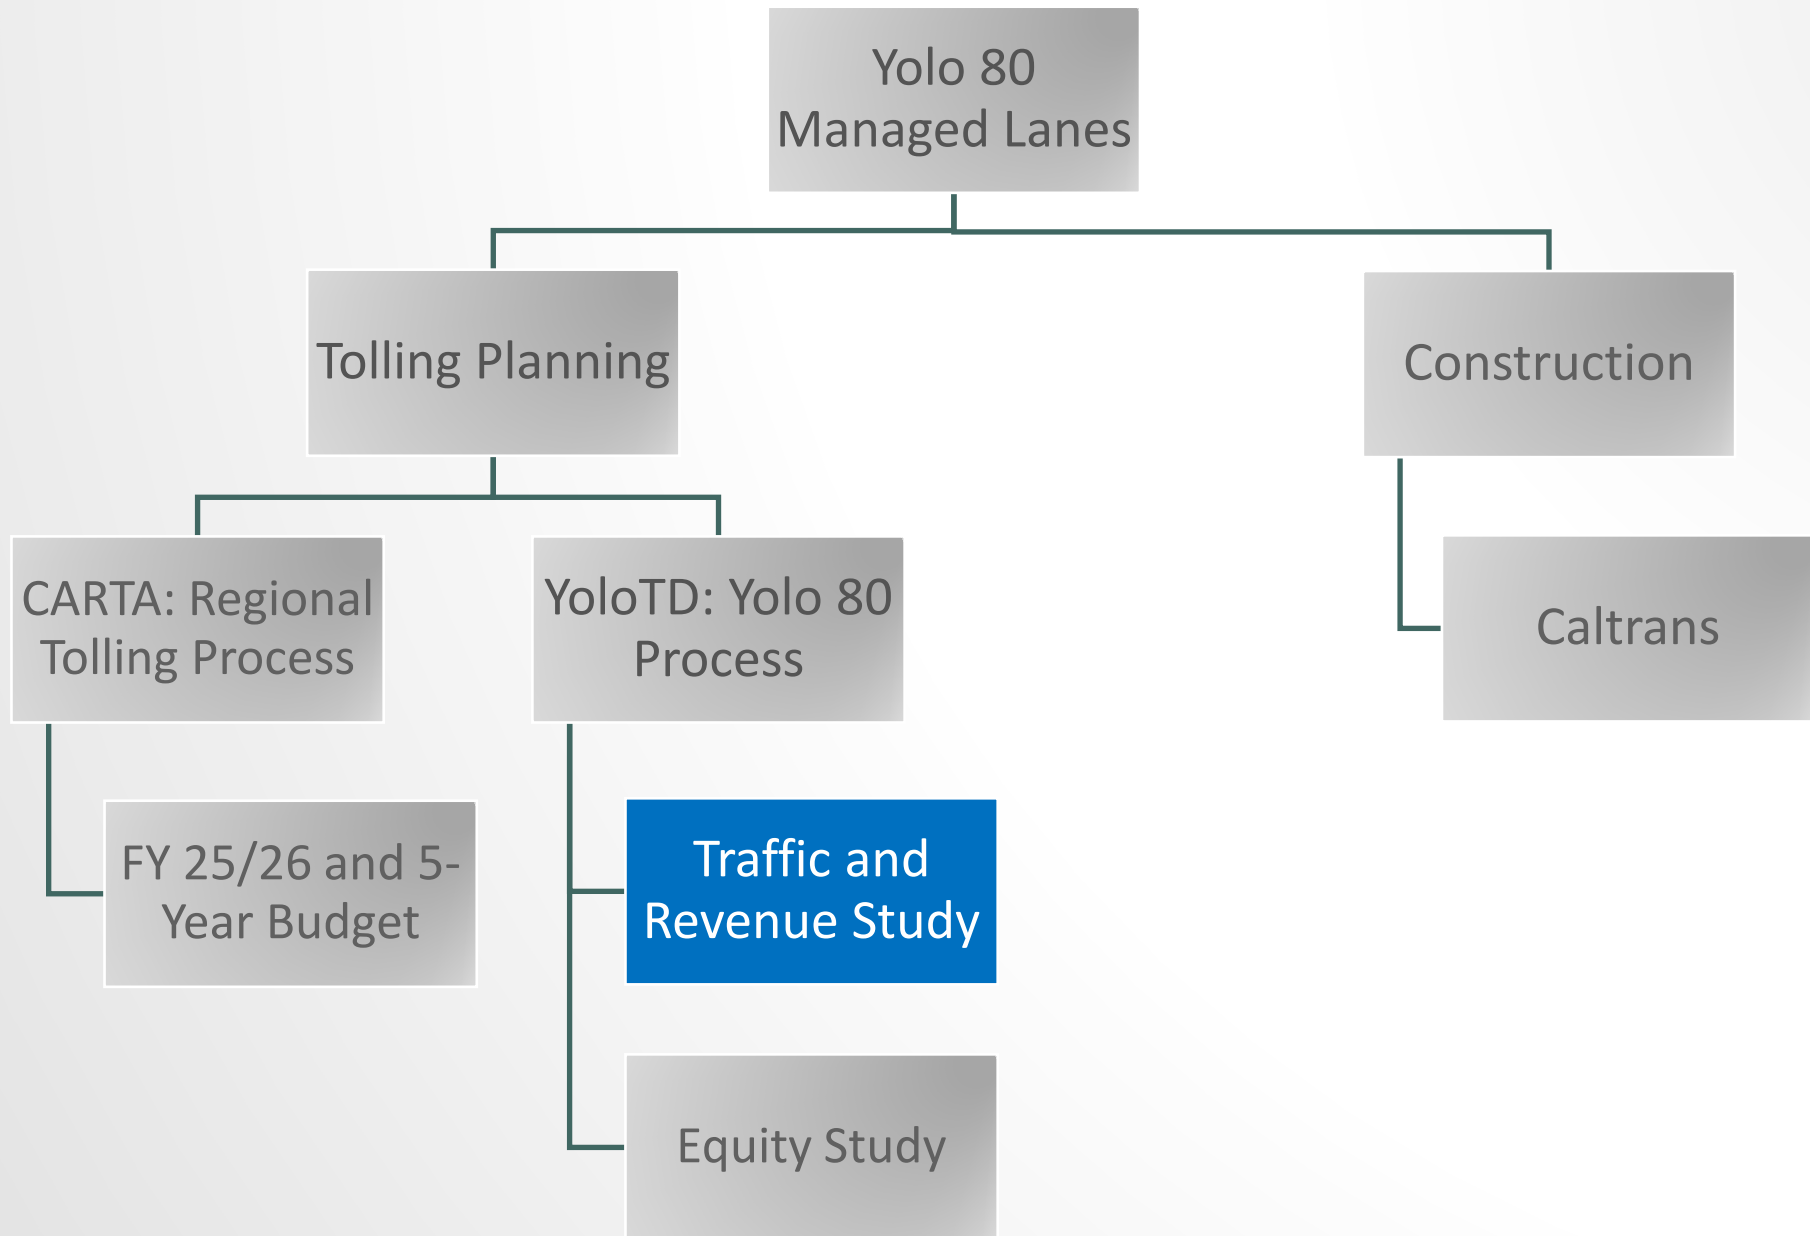 Yolo 80
Managed Lanes
Tolling Planning
Construction
CARTA: Regional
Tolling Process
YoloTD: Yolo 80
Process
Caltrans
FY 25/26 and 5-
Year Budget
Traffic and
Revenue Study
Equity Study